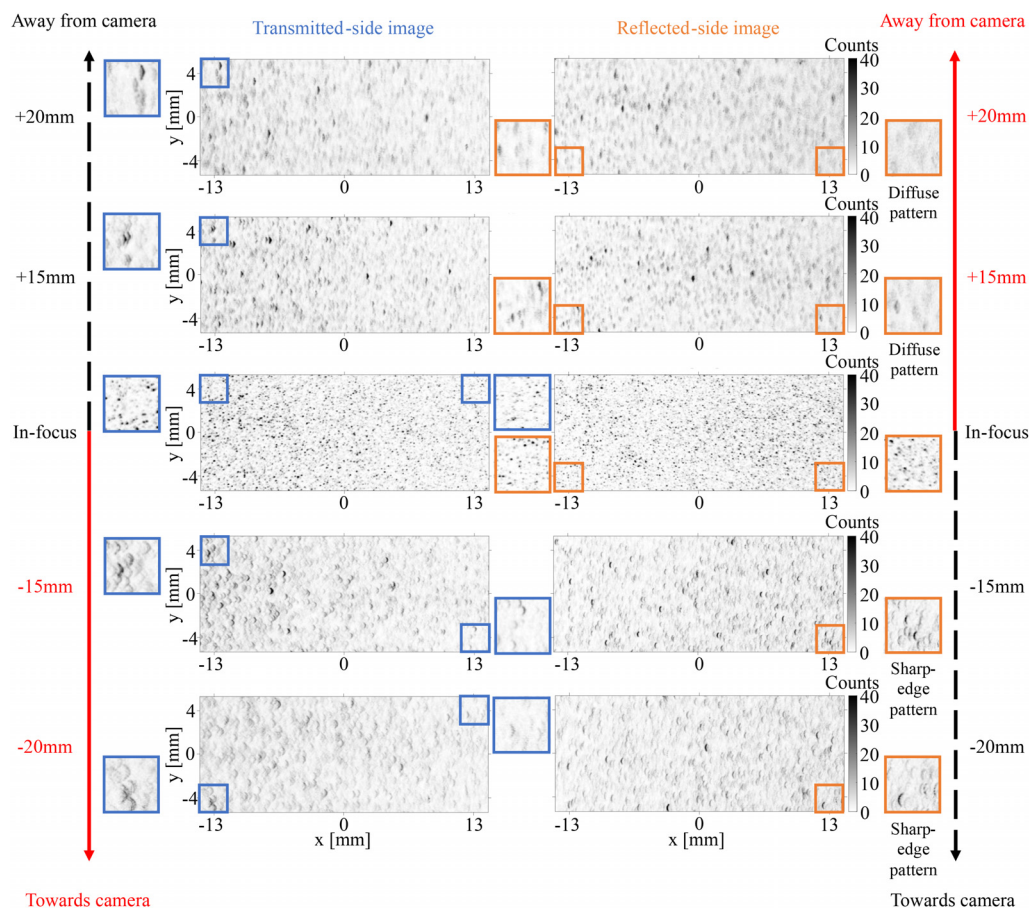 Away from camera
Transmitted-side image
Reflected-side image
Away from camera
Counts
40
30
20
10
0
+20mm
y [mm]
4
0
-4
-13
0
13
-13
0
13
+20mm
Diffuse
pattern
Counts
40
30
20
10
0
+15mm
y [mm]
4
0
-4
-13
0
13
-13
0
13
+15mm
Diffuse
pattern
Counts
40
30
20
10
0
In-focus
y [mm]
4
0
-4
-13
0
13
-13
0
13
In-focus
Counts
40
30
20
10
0
-15mm
y [mm]
4
0
-4
-13
0
13
-13
0
13
-15mm
Sharp-
edge
pattern
Counts
40
30
20
10
0
-20mm
y [mm]
4
0
-4
-13
0
13
x [mm]
-13
0
13
x [mm]
-20mm
Sharp-
edge
pattern
Towards camera
Towards camera